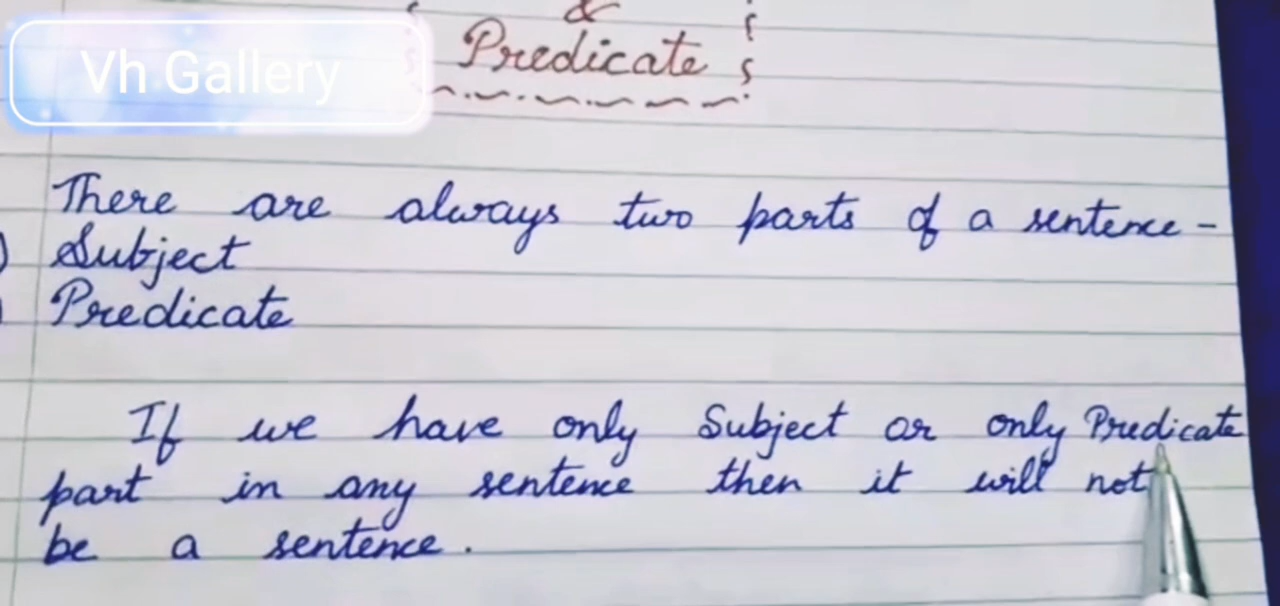 Vh Gallery
&
Predicate
There are always two parts of a sentence -
) Subject
Predicate
If we have only Subject or only Predicate
part in any sentence then it will not
be a sentence.